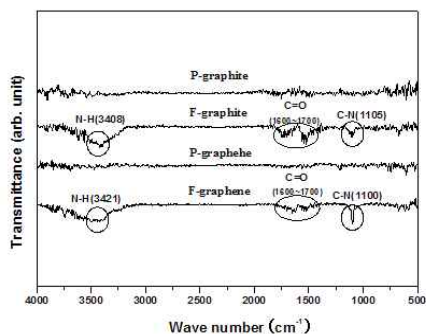 P-graphite
F-graphite
C=O
(1600~1700)
N-H(3408)
C-N(1105)
P-graphehe
C=O
(1600~1700)
N-H(3421)
F-graphene
C-N(1100)
Transmittance (arb. unit)
4000 3500 3000 2500 2000 1500 1000 500
Wave number (cm-1)